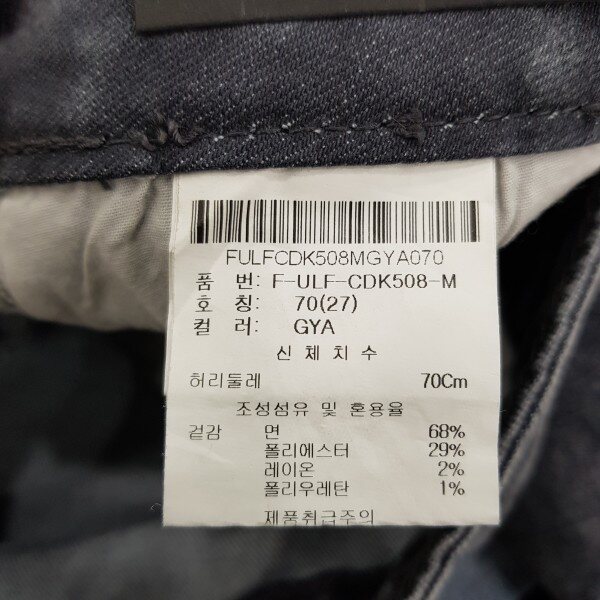 FULFCDK508MGYA070
품 번: F-ULF-CDK508-M
호 칭: 70(27)
컬 러: GYA
신체치수
허리둘레 70Cm
조성섬유 및 혼용율
겉감 면 68%
폴리에스터 29%
레이온 2%
폴리우레탄 1%
제품취급주의